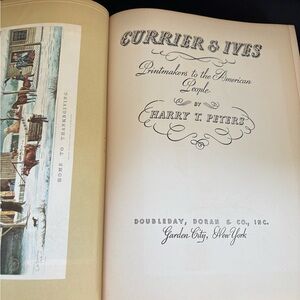 HOME TO THANKSGIVING
CURRIER & IVES
Printmakers to the American
People
BY
HARRY T. PETERS
DOUBLEDAY, DORAN & CO., INC.
Garden City, New York